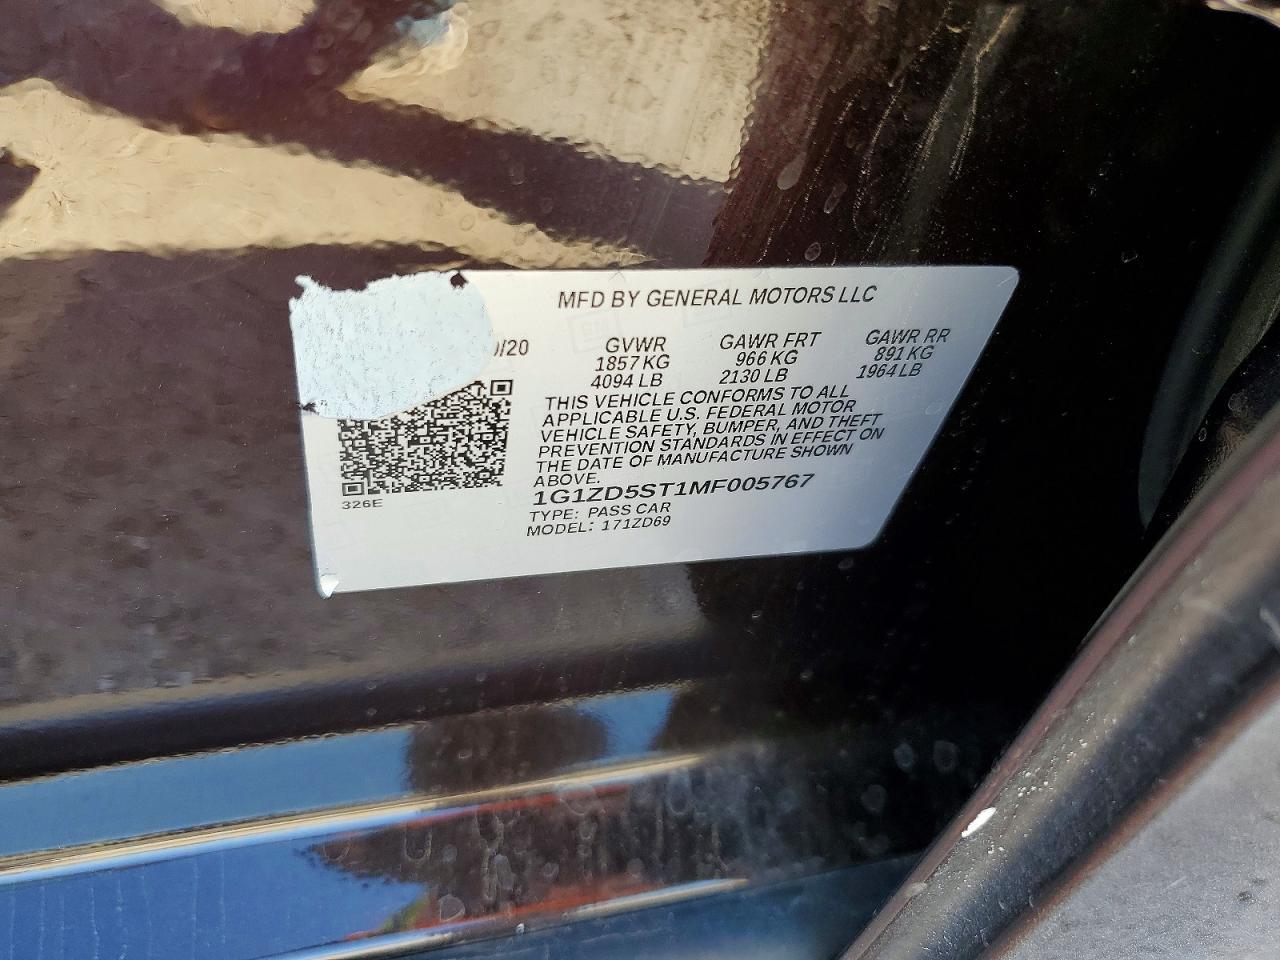 MFD BY GENERAL MOTORS LLC
0/20 GVWR GAWR FRT GAWR RR
1857 KG 966 KG 891 KG
4094 LB 2130 LB 1964 LB
THIS VEHICLE CONFORMS TO ALL
APPLICABLE U.S. FEDERAL MOTOR
VEHICLE SAFETY, BUMPER, AND THEFT
PREVENTION STANDARDS IN EFFECT ON
THE DATE OF MANUFACTURE SHOWN
ABOVE.
1G1ZD5ST1MF005767
326E
TYPE: PASS CAR
MODEL: 171ZD69